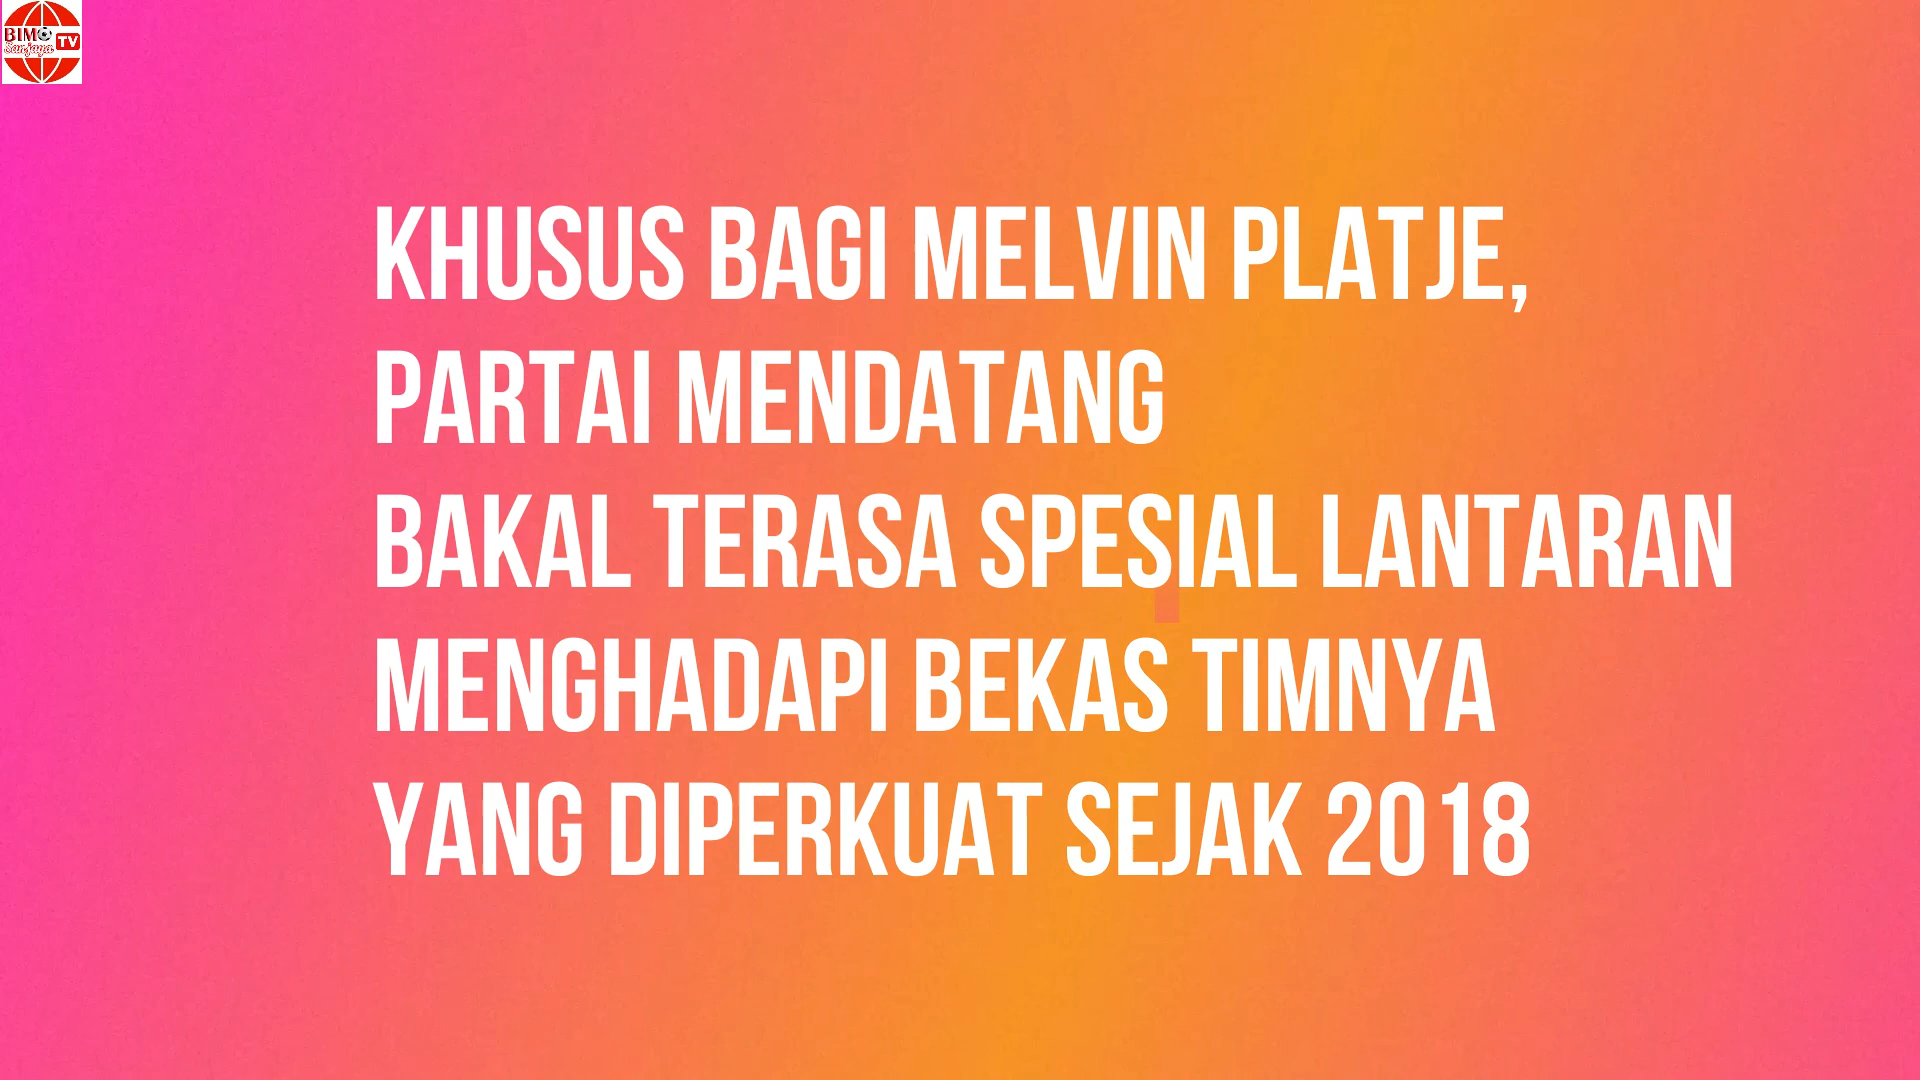 BIMO
Sanjaya
TV
KHUSUS BAGI MELVIN PLATJE,
PARTAI MENDATANG
BAKAL TERASA SPESIAL LANTARAN
MENGHADAPI BEKAS TIMNYA
YANG DIPERKUAT SEJAK 2018